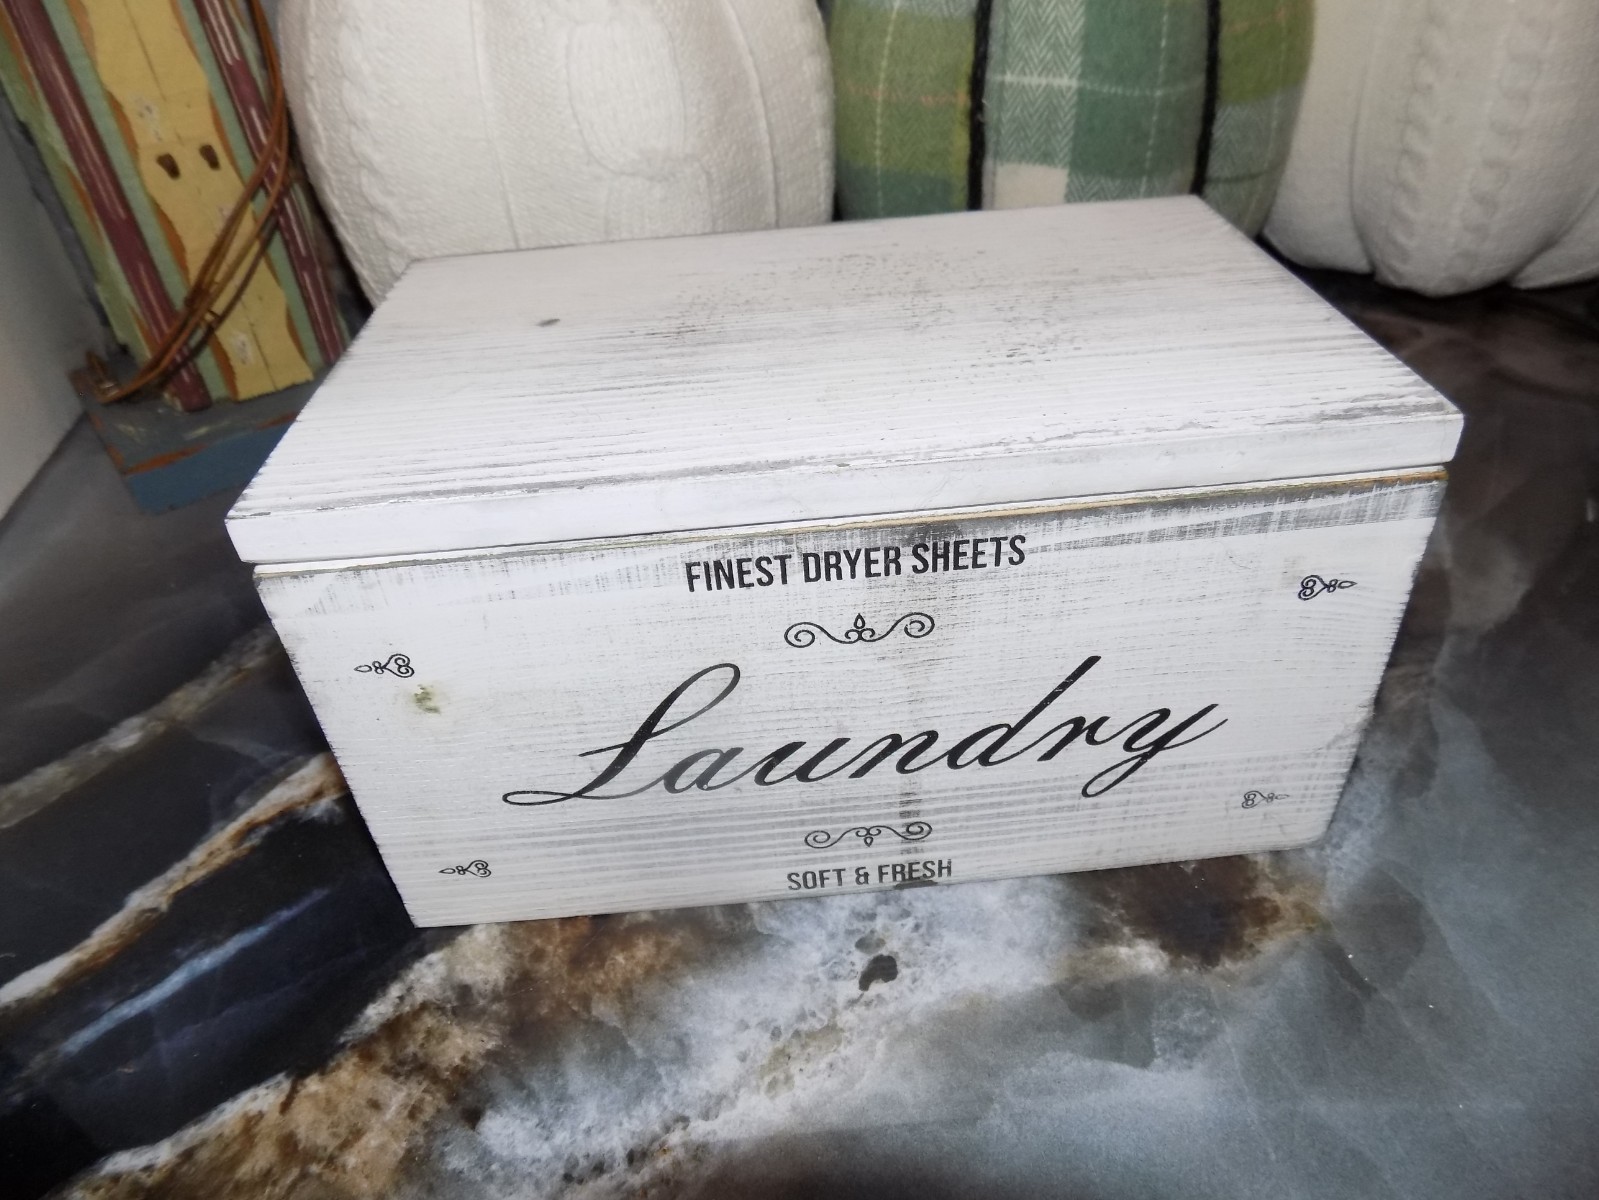 FINEST DRYER SHEETS
Laundry
SOFT & FRESH